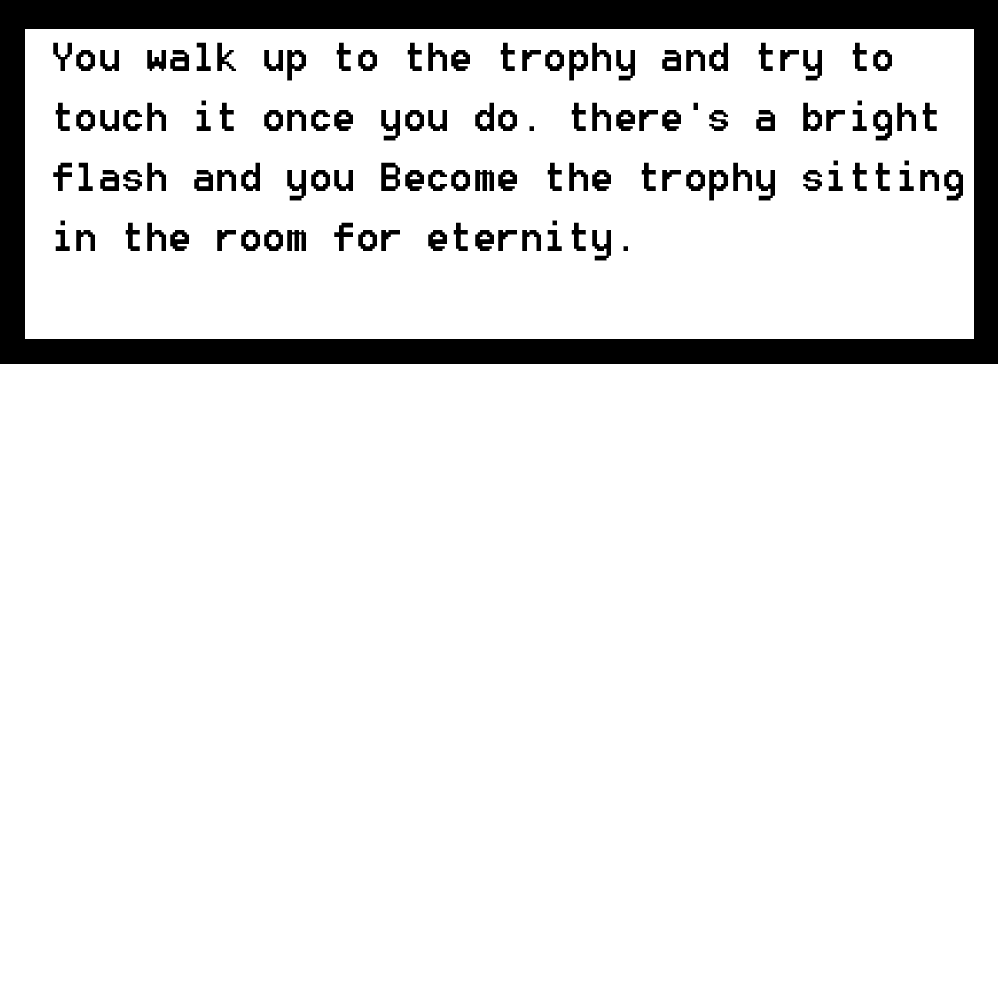 You walk up to the trophy and try to
touch it once you do. there's a bright
flash and you Become the trophy sitting
in the room for eternity.